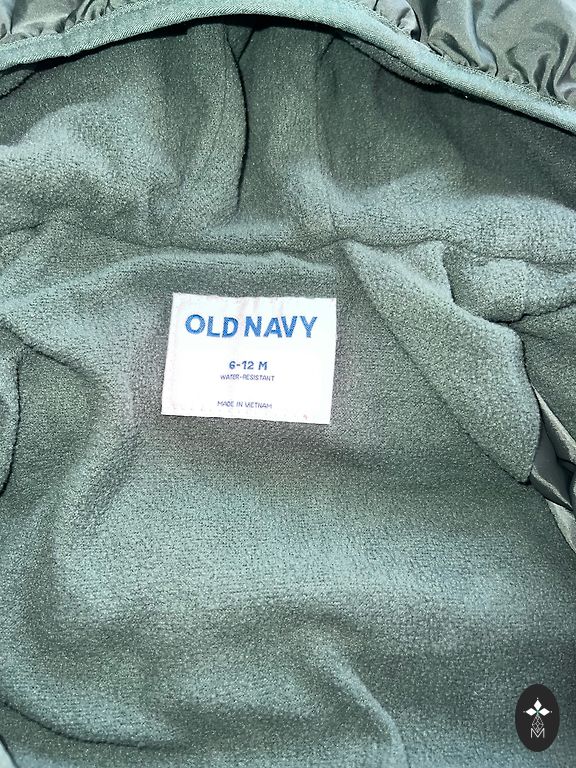 OLD NAVY
6-12 M
WATER-RESISTANT
MADE IN VIETNAM
M